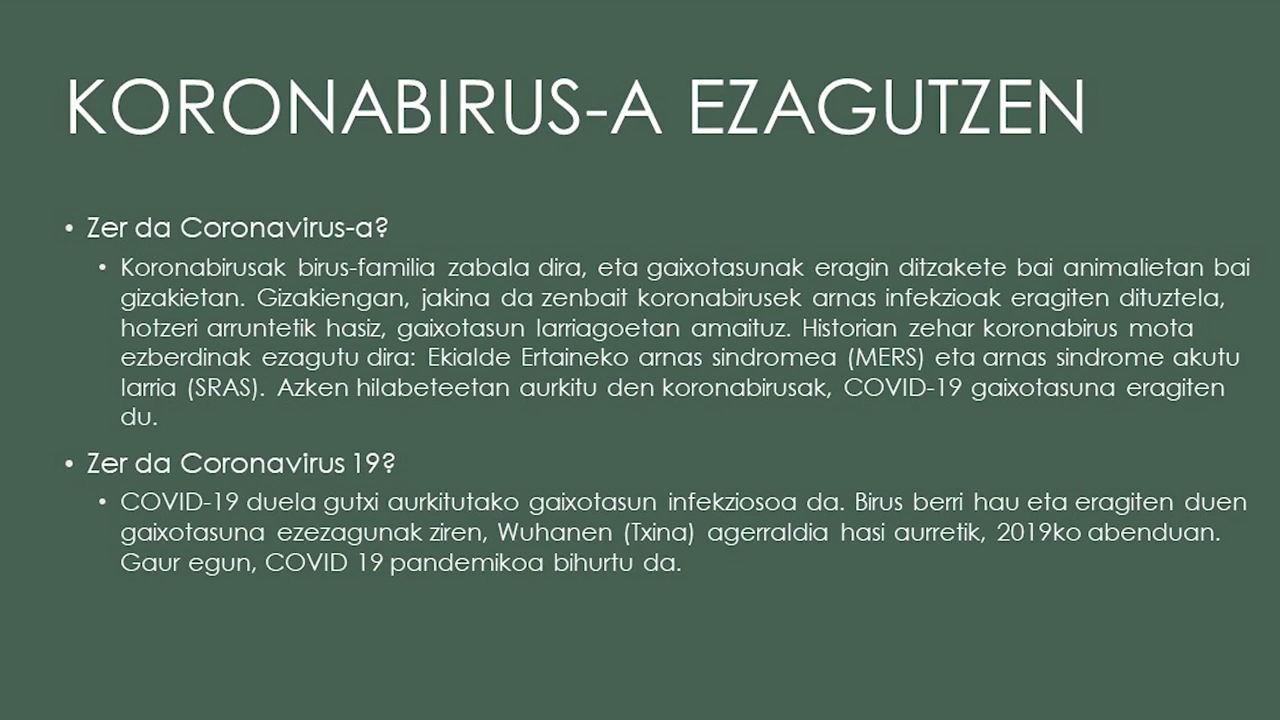 KORONABIRUS-A EZAGUTZEN
• Zer da Coronavirus-a?
• Koronabirusak birus-familia zabala dira, eta gaixotasunak eragin ditzakete bai animalietan bai
gizakietan. Gizakiengan, jakina da zenbait koronabirusek arnas infekzioak eragiten dituztela,
hotzeri arruntetik hasiz, gaixotasun larriagoetan amaituz. Historian zehar koronabirus mota
ezberdinak ezagutu dira: Ekialde Ertaineko arnas sindromea (MERS) eta arnas sindrome akutu
larria (SRAS). Azken hilabeteetan aurkitu den koronabirusak, COVID-19 gaixotasuna eragiten
du.
• Zer da Coronavirus 19?
• COVID-19 duela gutxi aurkitutako gaixotasun infekziosoa da. Birus berri hau eta eragiten duen
gaixotasuna ezezagunak ziren, Wuhanen (Txina) agerraldia hasi aurretik, 2019ko abenduan.
Gaur egun, COVID 19 pandemikoa bihurtu da.